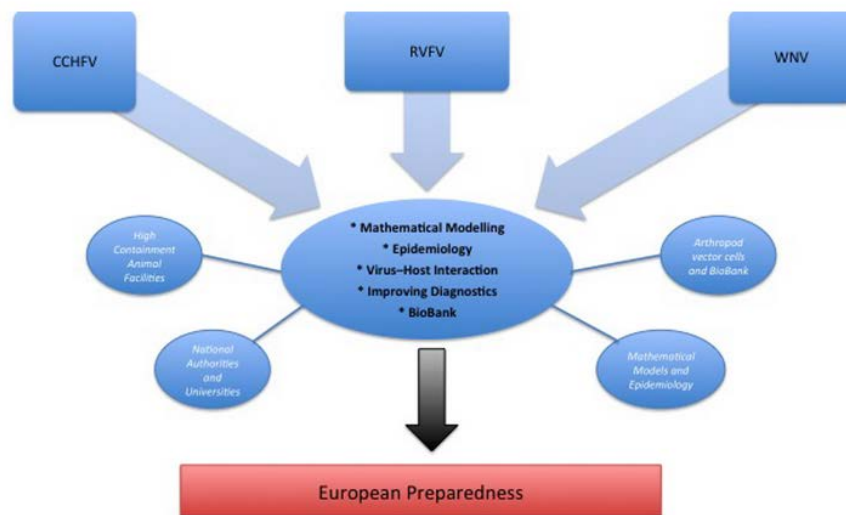 CCHFV
RVFV
WNV
* Mathematical Modelling
* Epidemiology
* Virus–Host Interaction
* Improving Diagnostics
* BioBank
High
Containment
Animal
Facilities
Arthropod
vector cells
and BioBank
National
Authorities
and
Universities
Mathematical
Models and
Epidemiology
European Preparedness